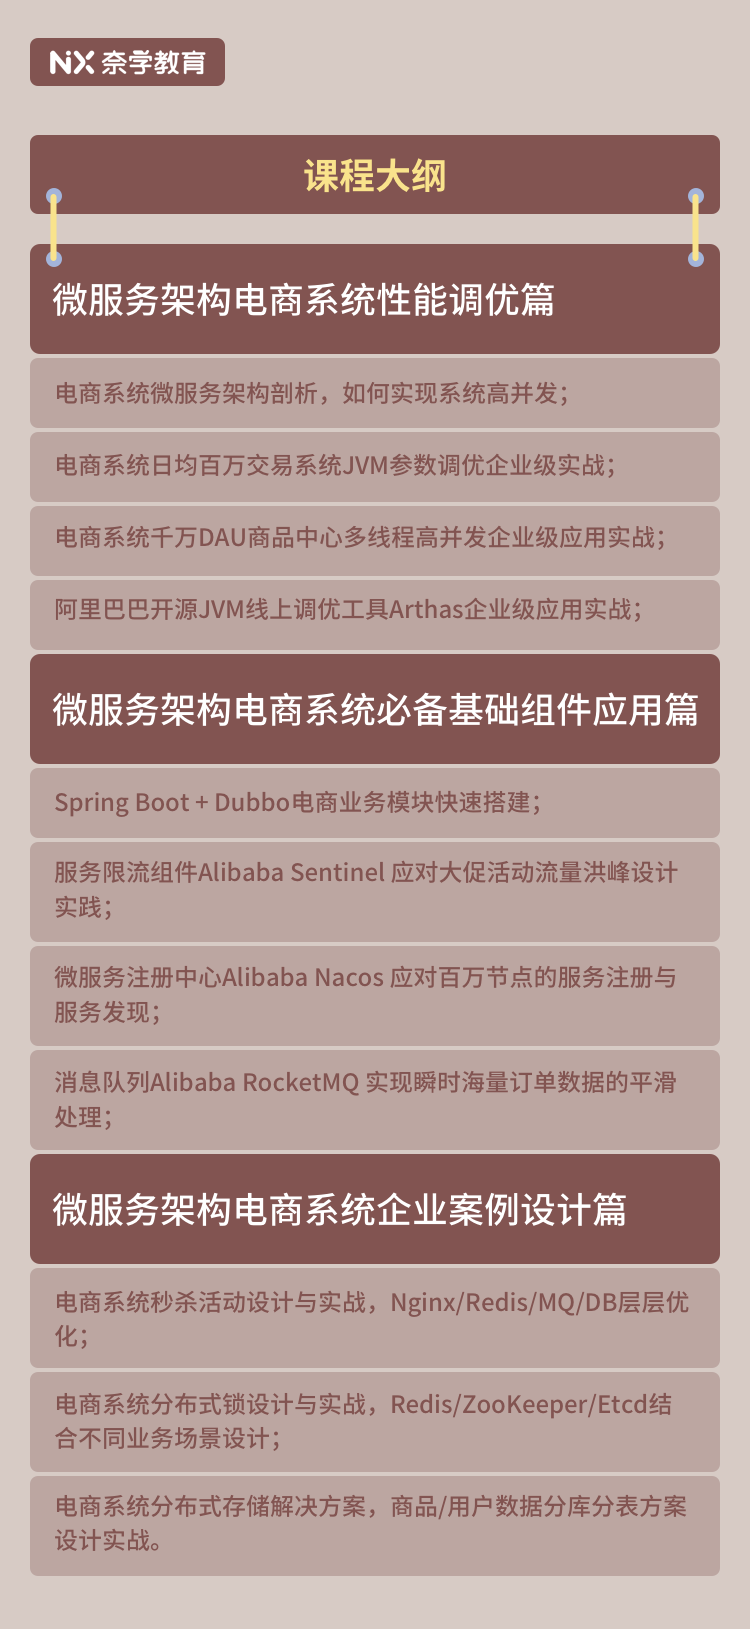 NiX 奈学教育
课程大纲
微服务架构电商系统性能调优篇
电商系统微服务架构剖析，如何实现系统高并发；
电商系统日均百万交易系统JVM参数调优企业级实战；
电商系统千万DAU商品中心多线程高并发企业级应用实战；
阿里巴巴开源JVM线上调优工具Arthas企业级应用实战；
微服务架构电商系统必备基础组件应用篇
Spring Boot + Dubbo电商业务模块快速搭建；
服务限流组件Alibaba Sentinel 应对大促活动流量洪峰设计
实践；
微服务注册中心Alibaba Nacos 应对百万节点的服务注册与
服务发现；
消息队列Alibaba RocketMQ 实现瞬时海量订单数据的平滑
处理；
微服务架构电商系统企业案例设计篇
电商系统秒杀活动设计与实战，Nginx/Redis/MQ/DB层层优
化；
电商系统分布式锁设计与实战，Redis/ZooKeeper/Etcd结
合不同业务场景设计；
电商系统分布式存储解决方案，商品/用户数据分库分表方案
设计实战。